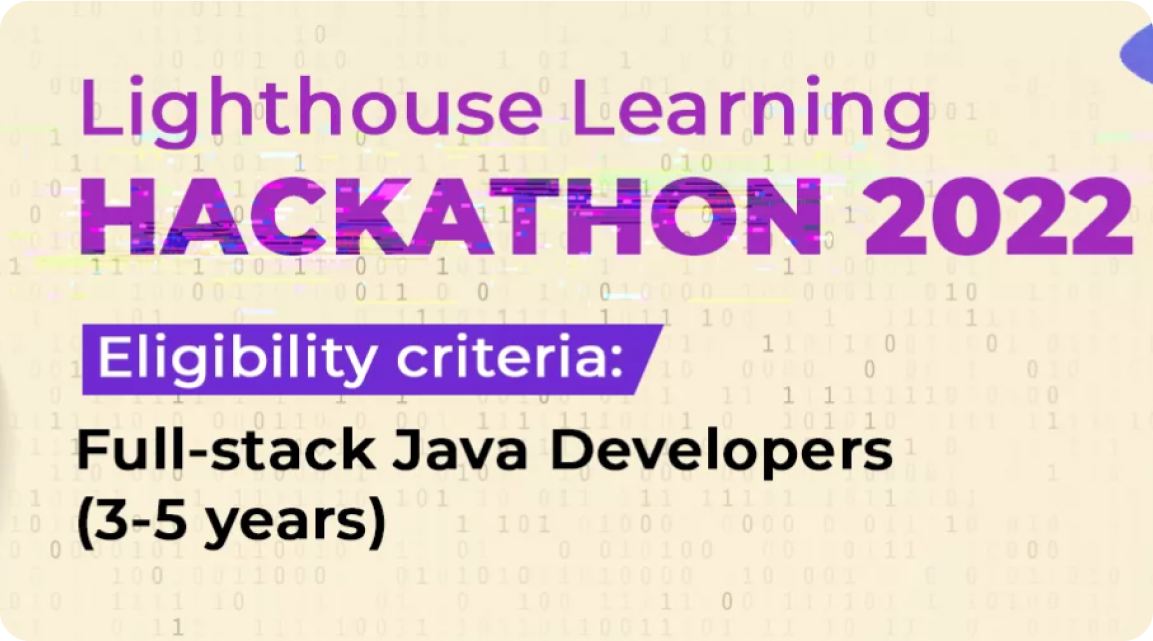 Lighthouse Learning
HACKATHON 2022
Eligibility criteria:
Full-stack Java Developers
(3-5 years)